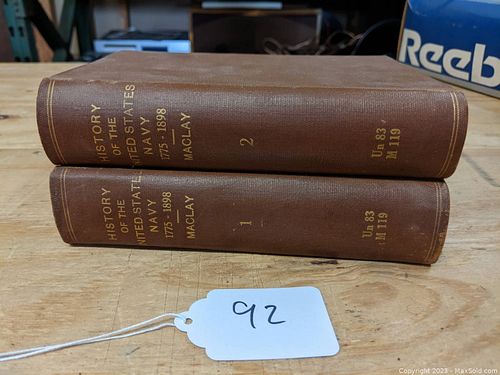 HISTORY
OF THE
UNITED STATES
NAVY
1775 - 1898
MACLAY
2
Un 83
M 119
HISTORY
OF THE
UNITED STATES
NAVY
1775 - 1898
MACLAY
1
Un 83
M 119
92
Reeb
Copyright 2023 - MaxSold.com